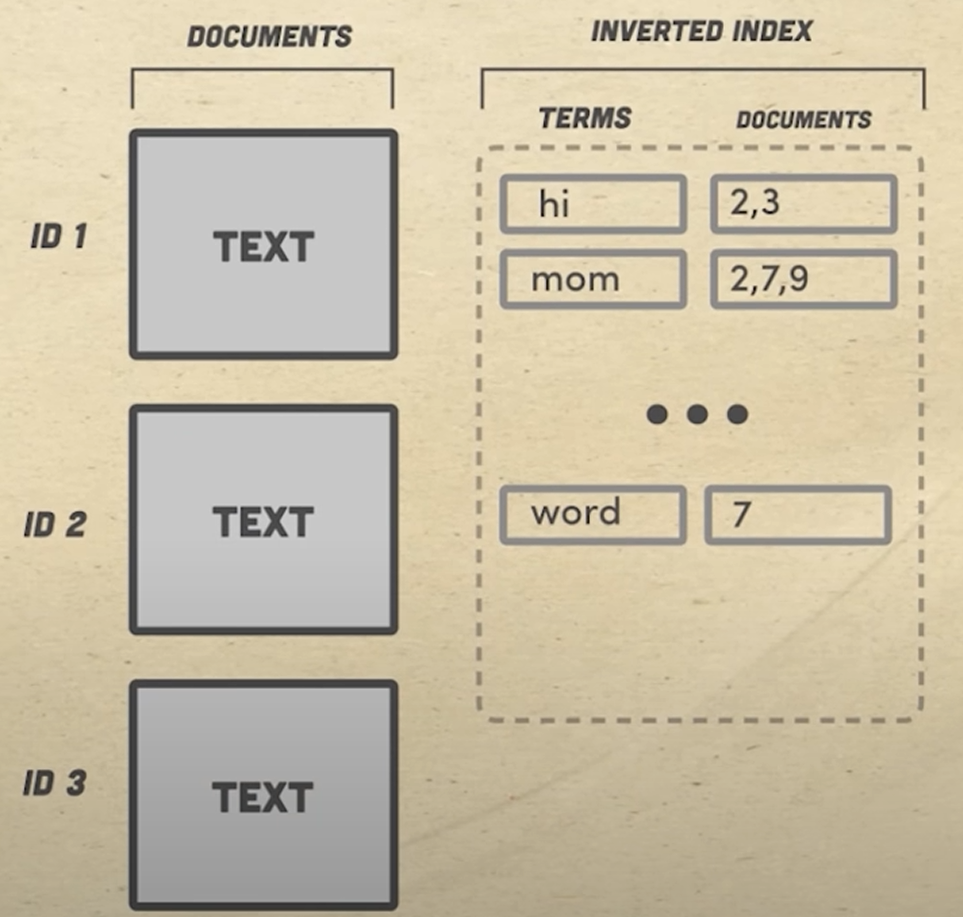 DOCUMENTS
ID 1
TEXT
ID 2
TEXT
ID 3
TEXT
INVERTED INDEX
TERMS DOCUMENTS
hi 2,3
mom 2,7,9
word 7